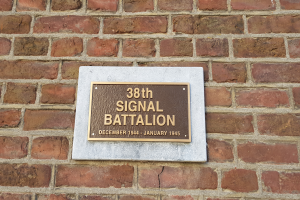 38th
SIGNAL
BATTALION
DECEMBER 1944 - JANUARY 1945